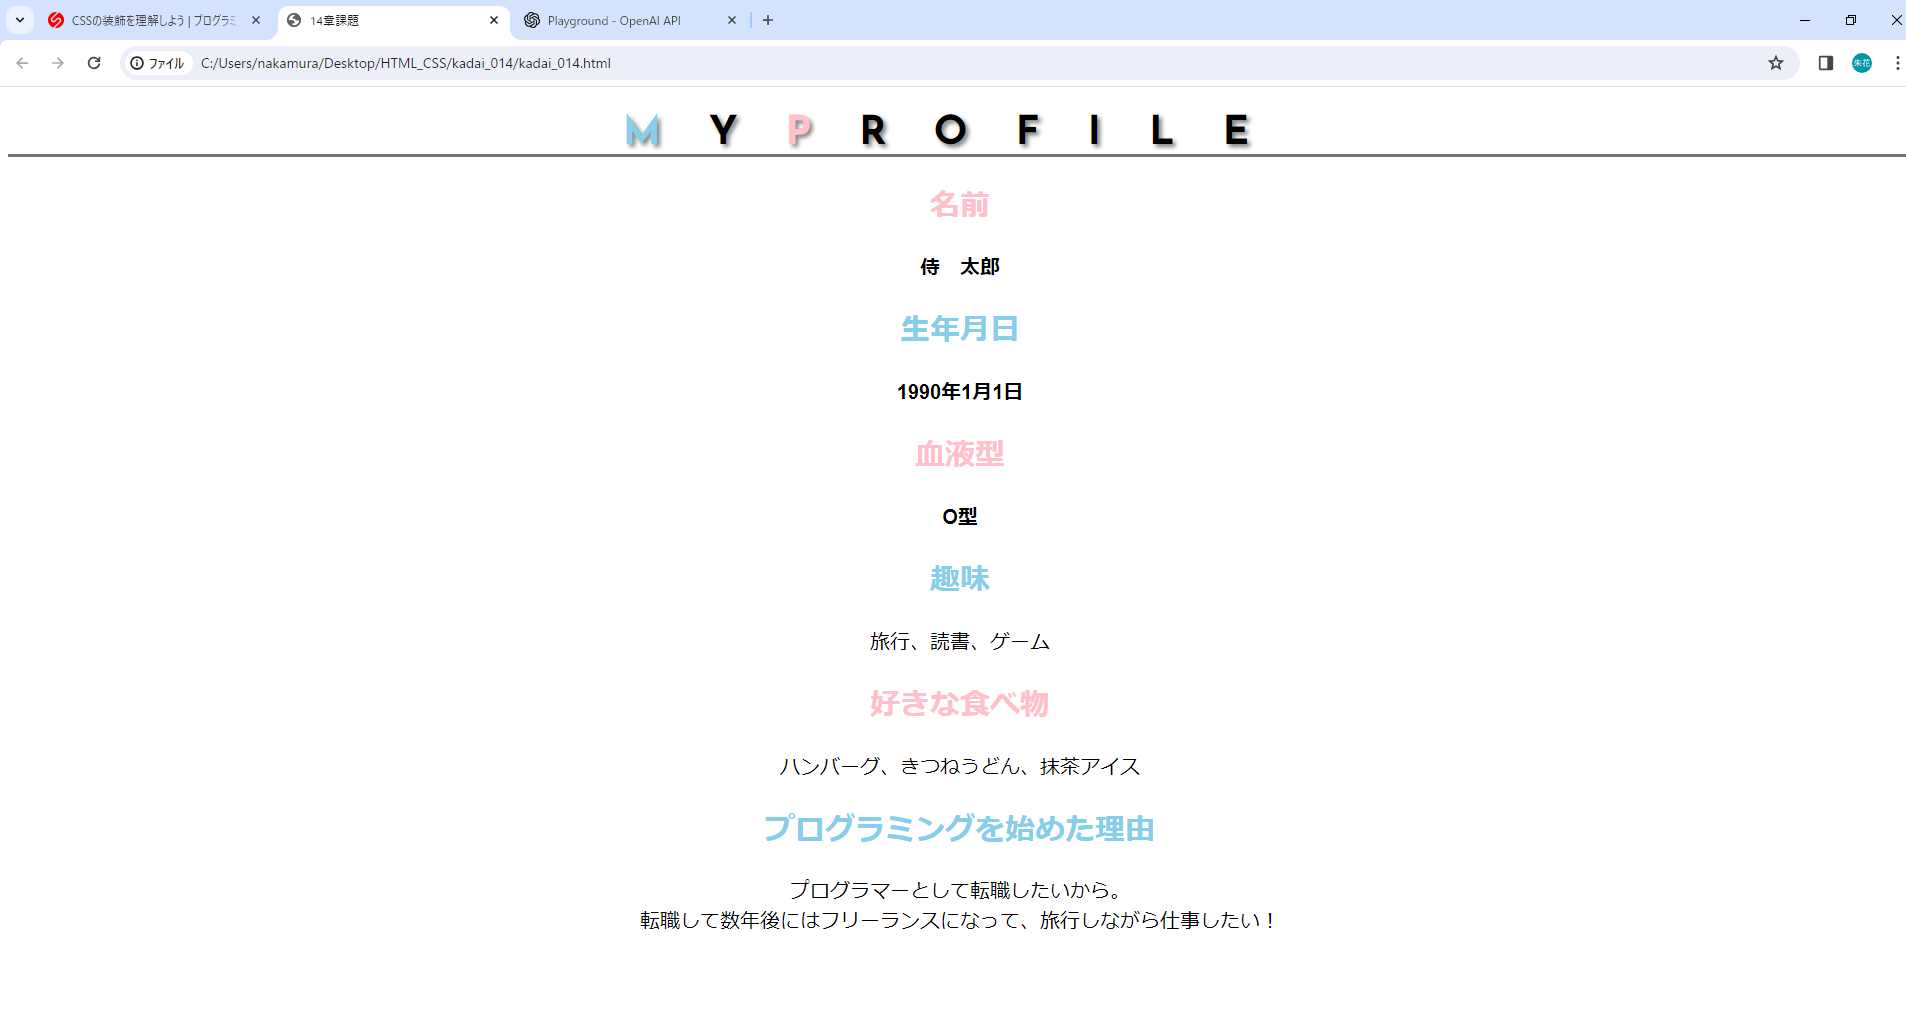 CSSの装飾を理解しよう | プログラミ
14章課題
Playground - OpenAI API
ファイル
C:/Users/nakamura/Desktop/HTML_CSS/kadai_014/kadai_014.html
朱花
MY PROFILE
名前
侍　太郎
生年月日
1990年1月1日
血液型
O型
趣味
旅行、読書、ゲーム
好きな食べ物
ハンバーグ、きつねうどん、抹茶アイス
プログラミングを始めた理由
プログラマーとして転職したいから。
転職して数年後にはフリーランスになって、旅行しながら仕事したい！